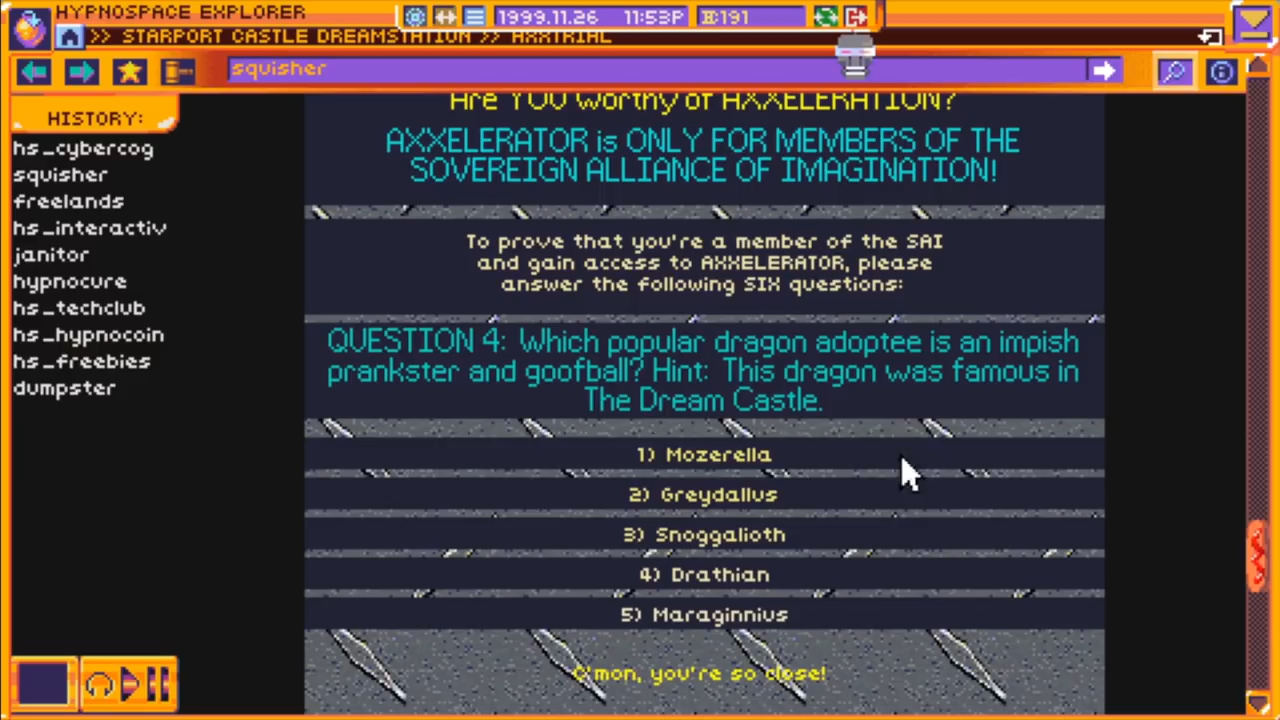 HYPNOSPACE EXPLORER
1999.11.26 11:53P 191
>> STARPORT CASTLE DREAMSTATION >> AXXTRIAL
squisher
HISTORY:
hs_cybercog
squisher
freelands
hs_interactiv
janitor
hypnocure
hs_techclub
hs_hypnocoin
hs_freebies
dumpster
Are YOU worthy of AXXELERATION?
AXXELERATOR is ONLY FOR MEMBERS OF THE
SOVEREIGN ALLIANCE OF IMAGINATION!
To prove that you're a member of the SAI
and gain access to AXXELERATOR, please
answer the following SIX questions:
QUESTION 4: Which popular dragon adoptee is an impish
prankster and goofball? Hint: This dragon was famous in
The Dream Castle.
1) Mozerella
2) Greydallus
3) Snoggalioth
4) Drathian
5) Maraginnius
C'mon, you're so close!